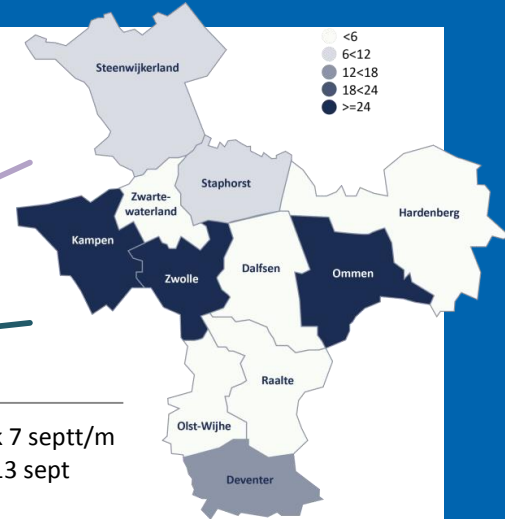 <6
6<12
12<18
18<24
>=24
Steenwijkerland
Staphorst
Zwarte-
waterland
Hardenberg
Kampen
Zwolle
Dalfsen
Ommen
Raalte
Olst-Wijhe
Deventer
7 septt/m
13 sept